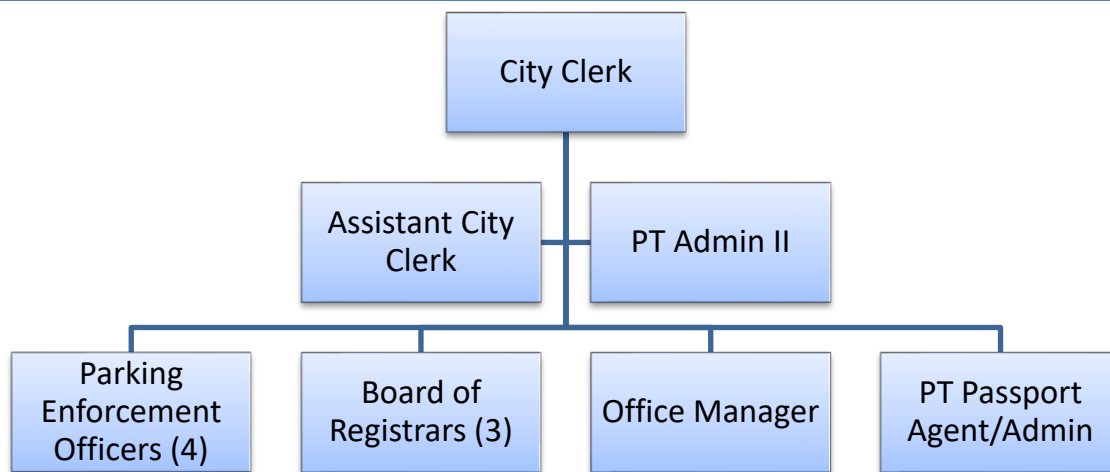 City Clerk
Assistant City
Clerk
PT Admin II
Parking
Enforcement
Officers (4)
Board of
Registrars (3)
Office Manager
PT Passport
Agent/Admin